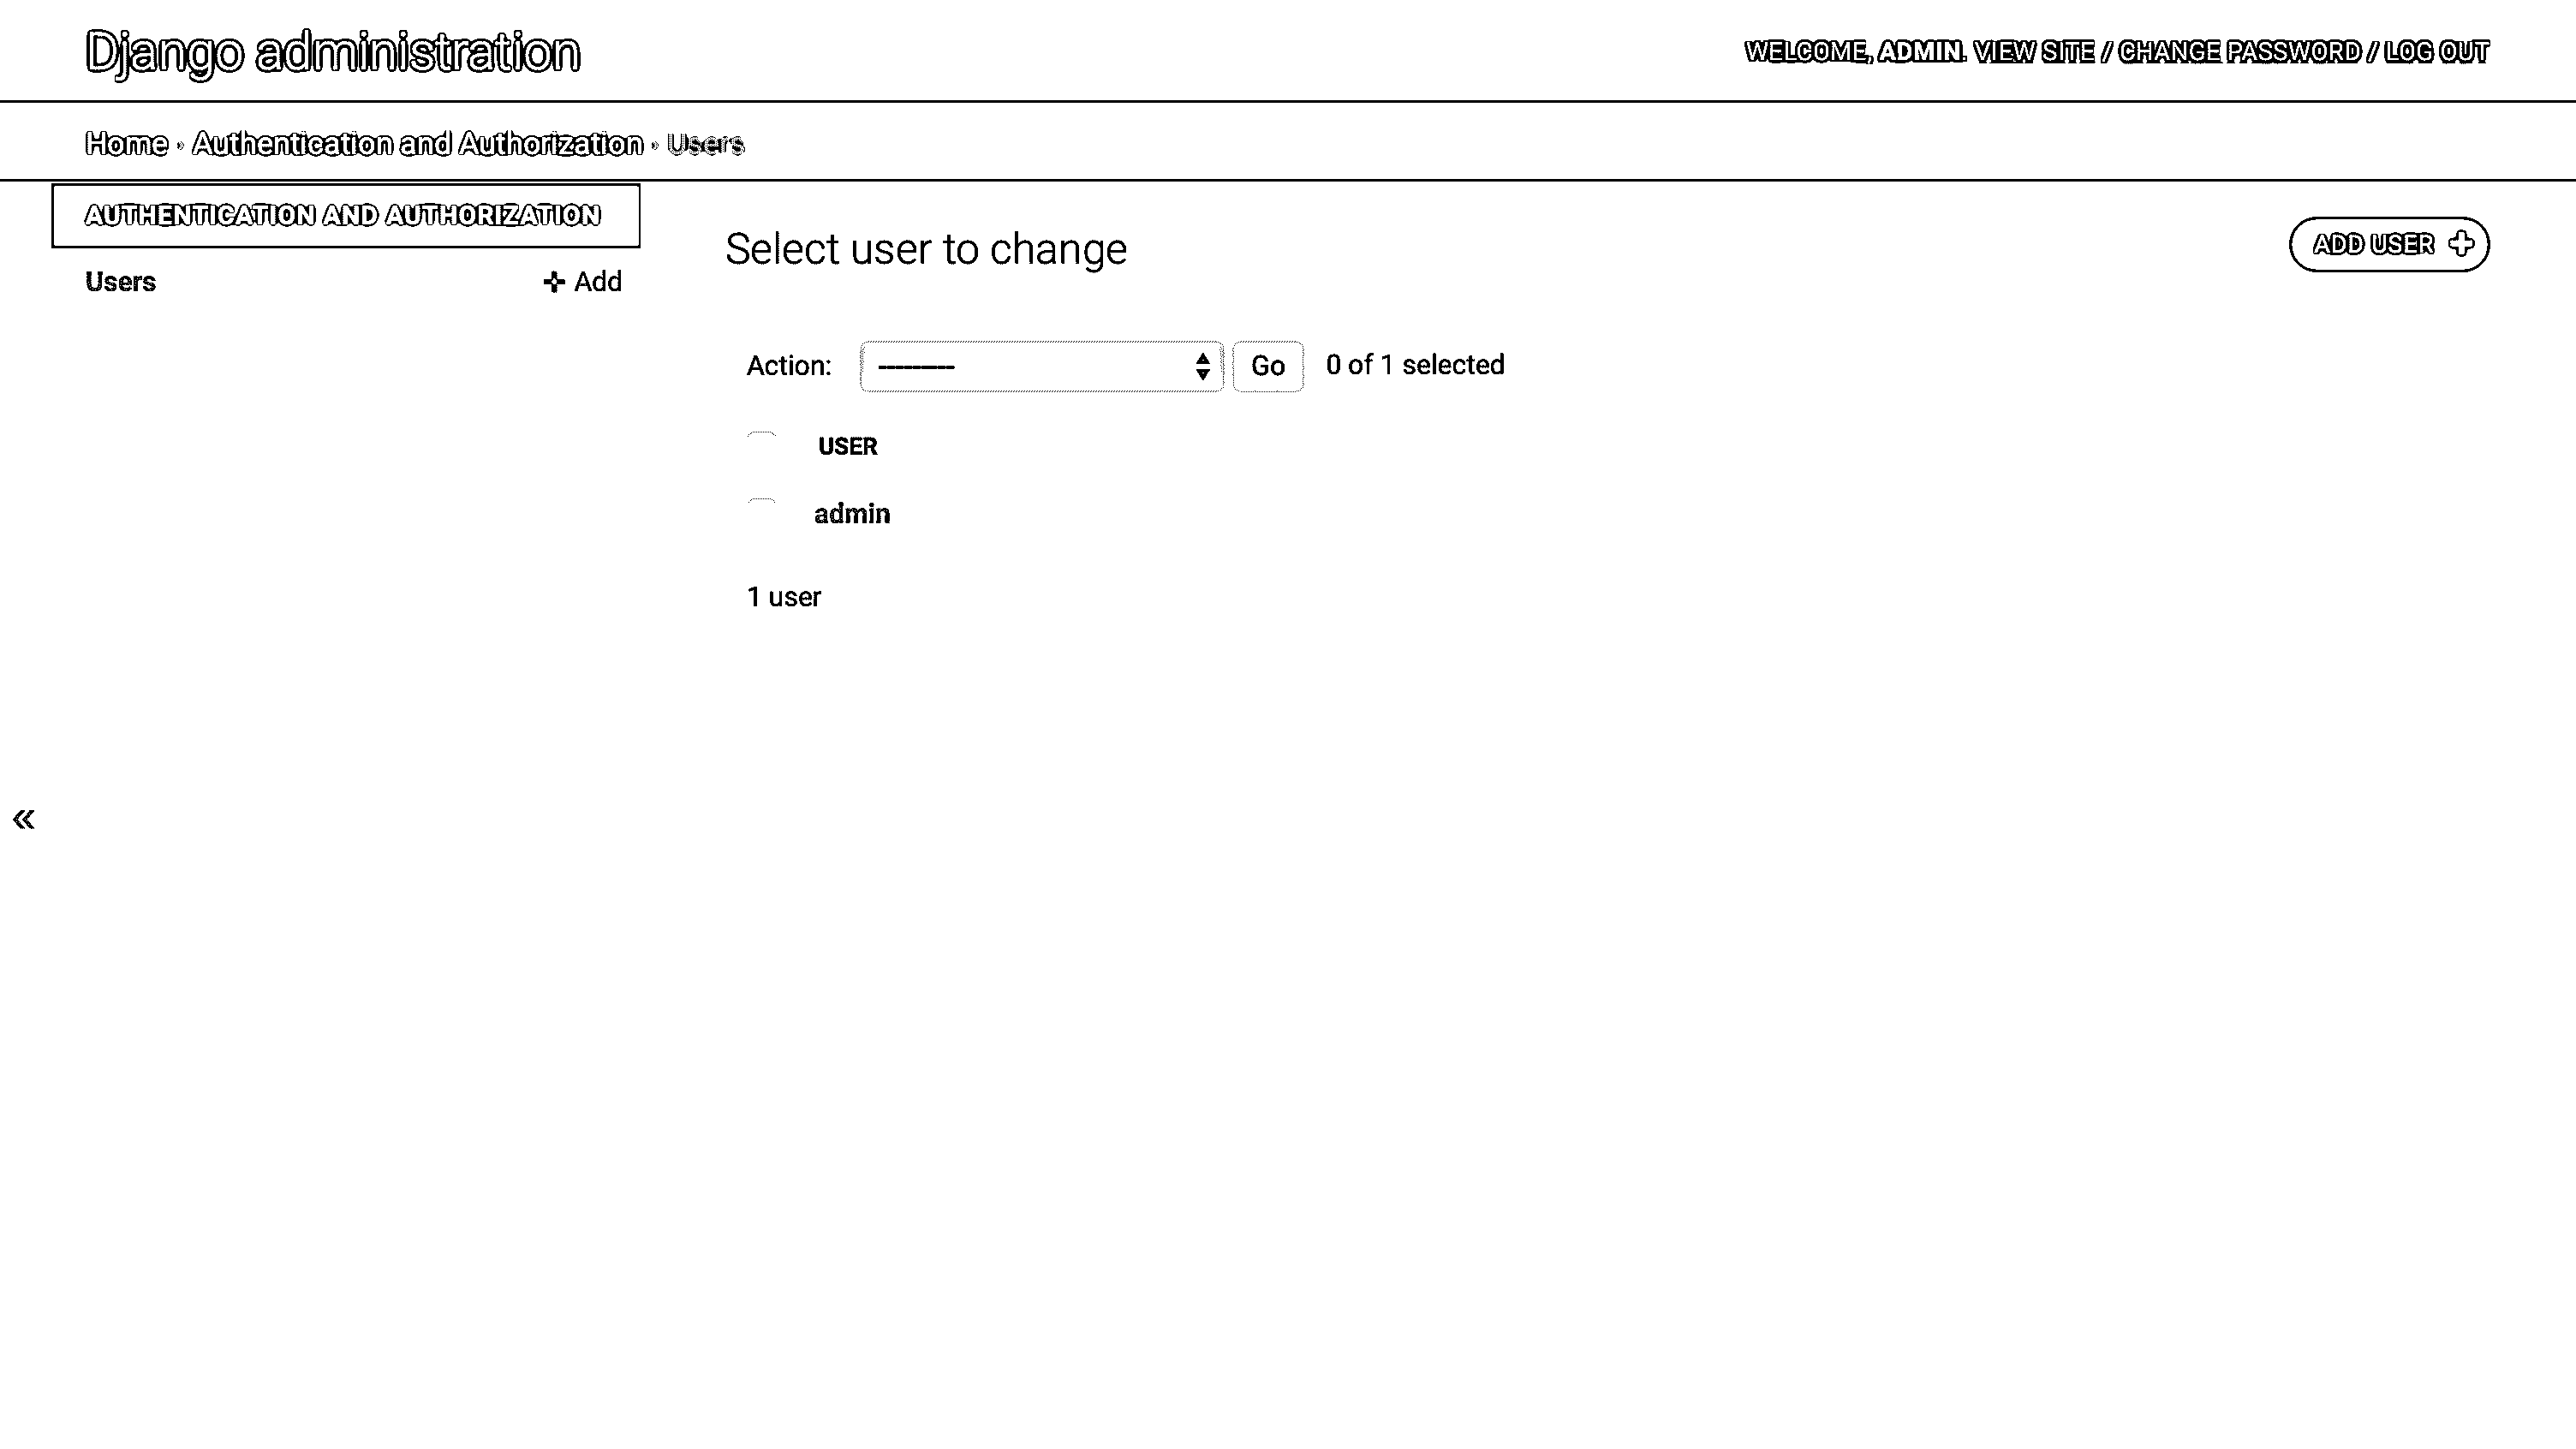 Django administration
WELCOME, ADMIN. VIEW SITE / CHANGE PASSWORD / LOG OUT
Home › Authentication and Authorization › Users
AUTHENTICATION AND AUTHORIZATION
Users + Add
Select user to change
ADD USER +
Action: --------- Go 0 of 1 selected
USER
admin
1 user
«